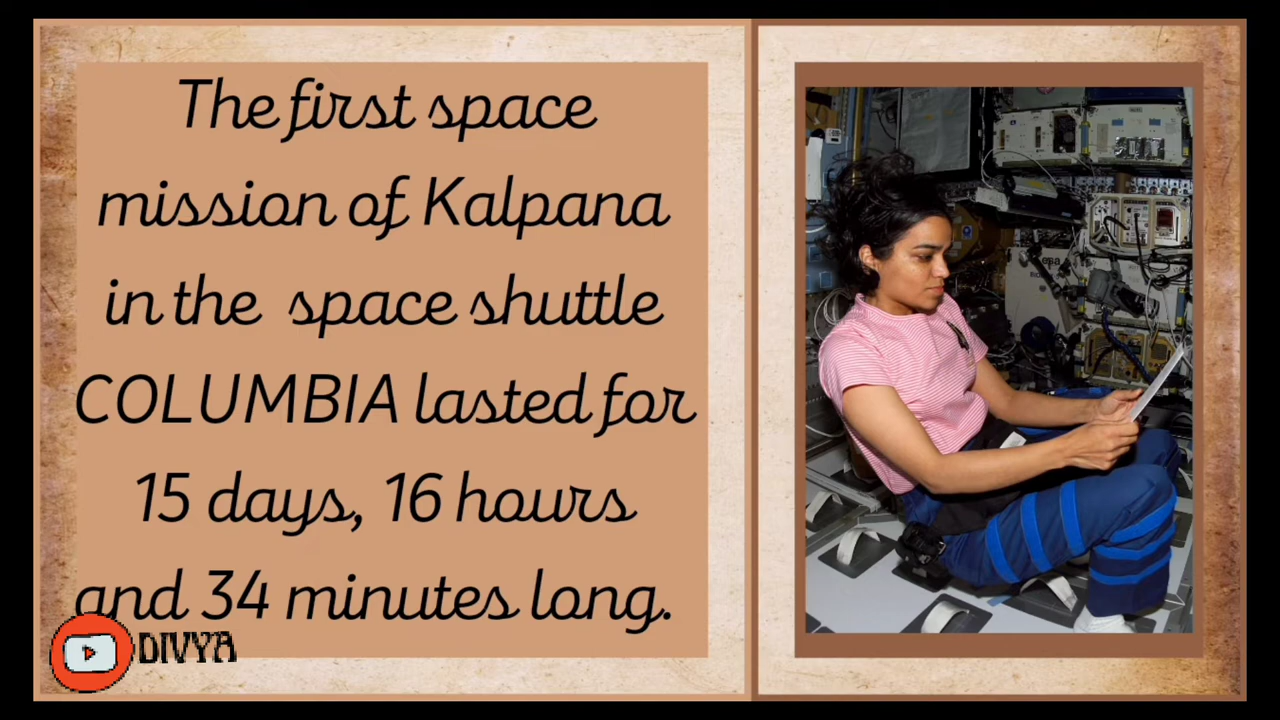 The first space
mission of Kalpana
in the space shuttle
COLUMBIA lasted for
15 days, 16 hours
and 34 minutes long.
DIVYA
esa